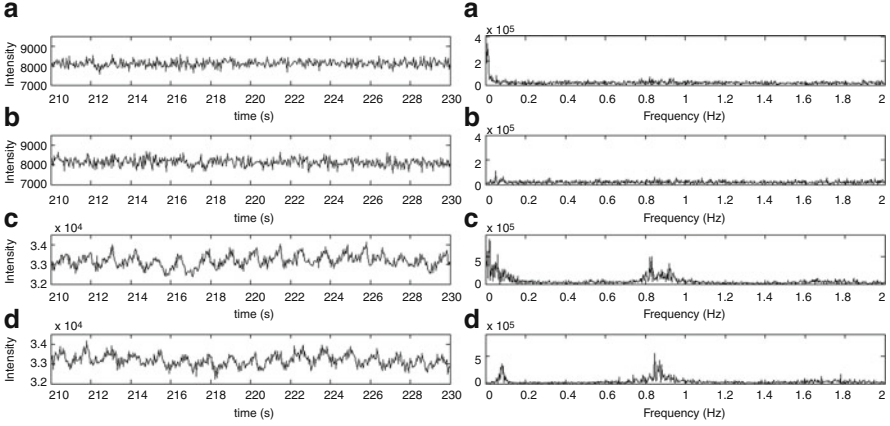 a
Intensity
9000
8000
7000
210 212 214 216 218 220 222 224 226 228 230
time (s)
b
Intensity
9000
8000
7000
210 212 214 216 218 220 222 224 226 228 230
time (s)
c
x 10⁴
Intensity
3.4
3.3
3.2
210 212 214 216 218 220 222 224 226 228 230
time (s)
d
x 10⁴
Intensity
3.4
3.3
3.2
210 212 214 216 218 220 222 224 226 228 230
time (s)
a
x 10⁵
4
2
0
0 0.2 0.4 0.6 0.8 1 1.2 1.4 1.6 1.8 2
Frequency (Hz)
b
x 10⁵
4
2
0
0 0.2 0.4 0.6 0.8 1 1.2 1.4 1.6 1.8 2
Frequency (Hz)
c
x 10⁵
5
0
0 0.2 0.4 0.6 0.8 1 1.2 1.4 1.6 1.8 2
Frequency (Hz)
d
x 10⁵
5
0
0 0.2 0.4 0.6 0.8 1 1.2 1.4 1.6 1.8 2
Frequency (Hz)